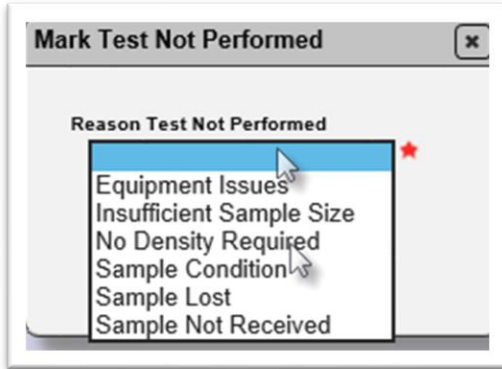 Mark Test Not Performed
Reason Test Not Performed
Equipment Issues
Insufficient Sample Size
No Density Required
Sample Condition
Sample Lost
Sample Not Received